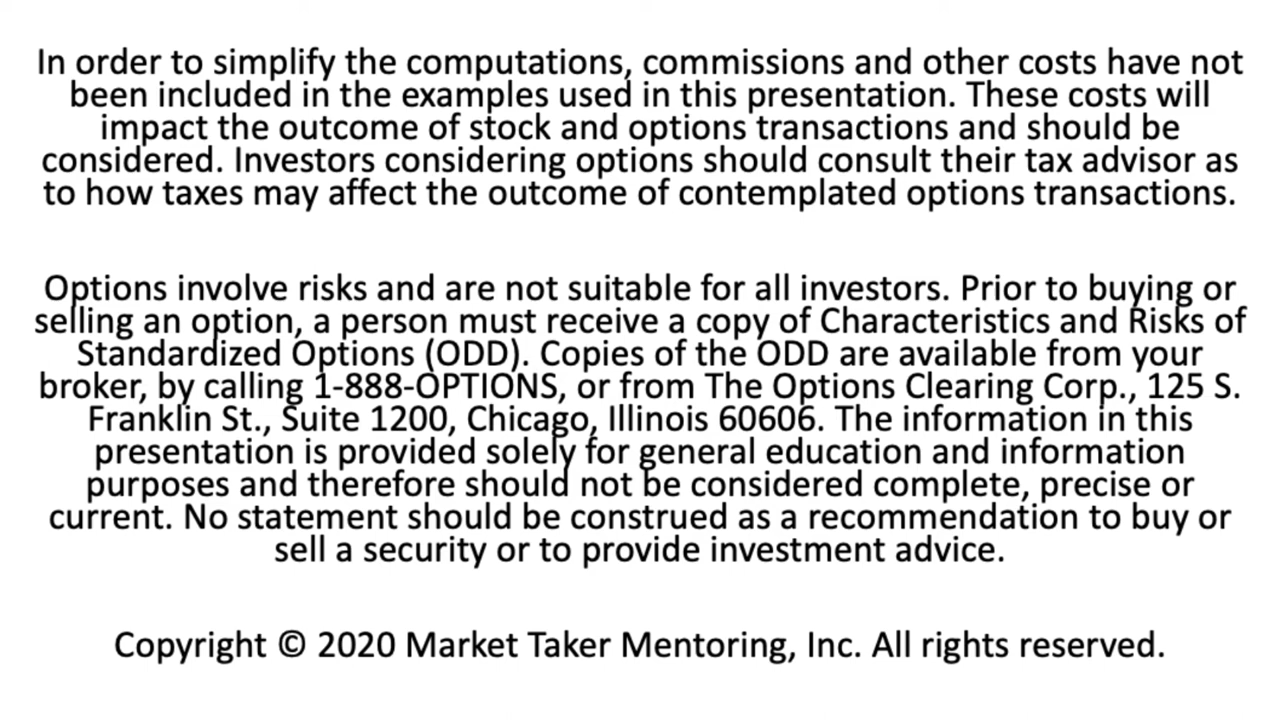 In order to simplify the computations, commissions and other costs have not
been included in the examples used in this presentation. These costs will
impact the outcome of stock and options transactions and should be
considered. Investors considering options should consult their tax advisor as
to how taxes may affect the outcome of contemplated options transactions.
Options involve risks and are not suitable for all investors. Prior to buying or
selling an option, a person must receive a copy of Characteristics and Risks of
Standardized Options (ODD). Copies of the ODD are available from your
broker, by calling 1-888-OPTIONS, or from The Options Clearing Corp., 125 S.
Franklin St., Suite 1200, Chicago, Illinois 60606. The information in this
presentation is provided solely for general education and information
purposes and therefore should not be considered complete, precise or
current. No statement should be construed as a recommendation to buy or
sell a security or to provide investment advice.
Copyright © 2020 Market Taker Mentoring, Inc. All rights reserved.